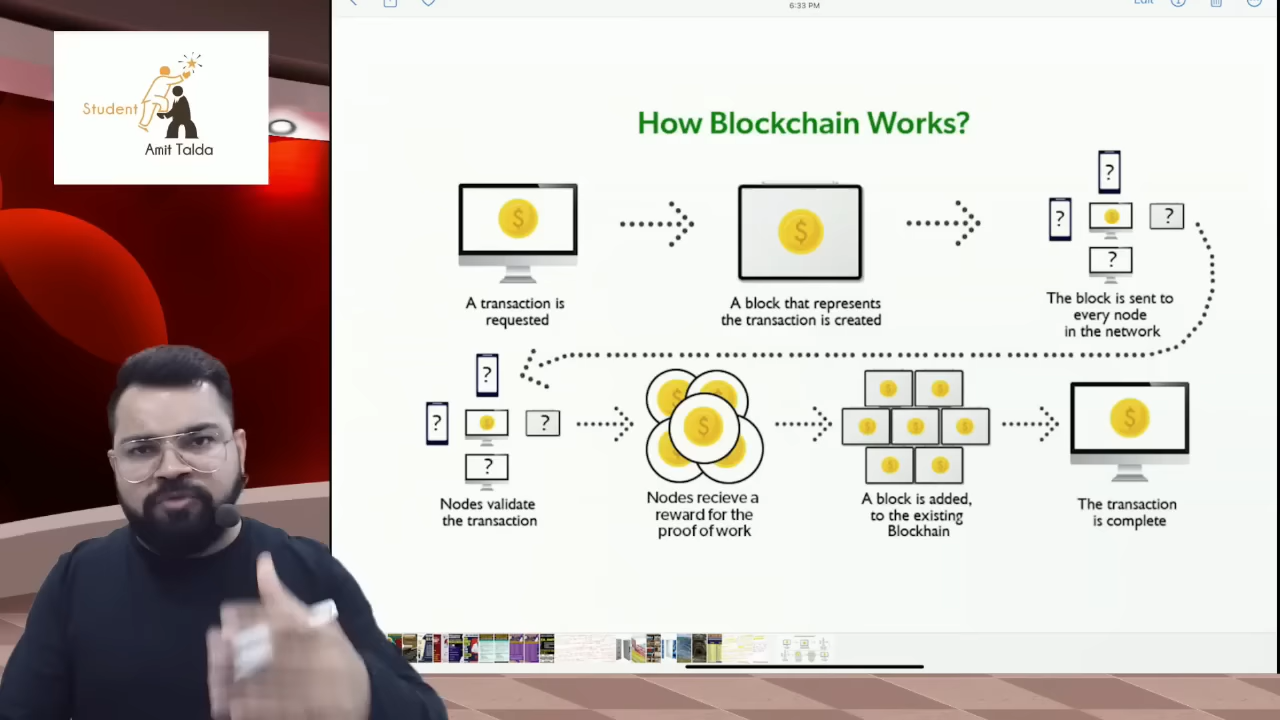 6:33 PM
Edit
Student
Amit Talda
How Blockchain Works?
$
$
?
?
?
?
A transaction is
requested
A block that represents
the transaction is created
The block is sent to
every node
in the network
?
?
?
?
$
$
$
$
Nodes validate
the transaction
Nodes recieve a
reward for the
proof of work
A block is added,
to the existing
Blockhain
The transaction
is complete